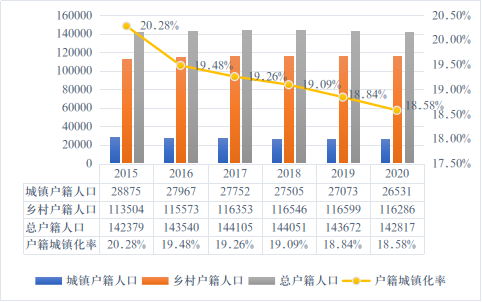 160000 20.50%
140000 20.00%
120000 19.50%
100000 19.00%
80000 18.50%
60000
40000 18.00%
20000
0 17.50%
20.28%
19.48%
19.26%
19.09%
18.84%
18.58%
2015 2016 2017 2018 2019 2020
城镇户籍人口 28875 27967 27752 27505 27073 26531
乡村户籍人口 113504 115573 116353 116546 116599 116286
总户籍人口 142379 143540 144105 144051 143672 142817
户籍城镇化率 20.28% 19.48% 19.26% 19.09% 18.84% 18.58%
城镇户籍人口 乡村户籍人口 总户籍人口 户籍城镇化率